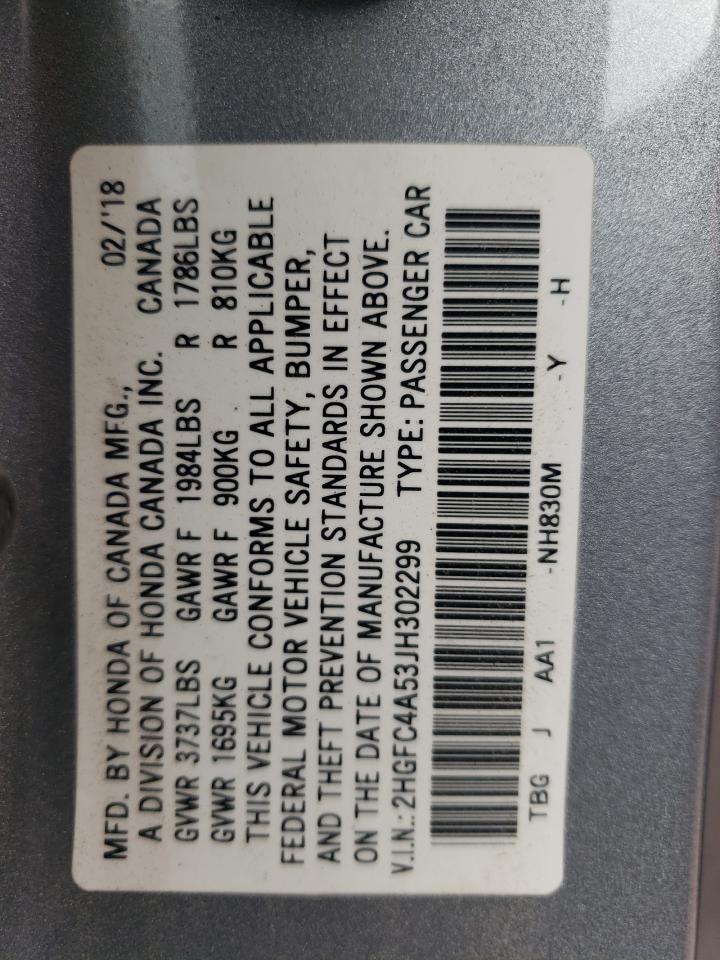 MFD. BY HONDA OF CANADA MFG., 02/'18
A DIVISION OF HONDA CANADA INC. CANADA
GVWR 3737LBS GAWR F 1984LBS R 1786LBS
GVWR 1695KG GAWR F 900KG R 810KG
THIS VEHICLE CONFORMS TO ALL APPLICABLE
FEDERAL MOTOR VEHICLE SAFETY, BUMPER,
AND THEFT PREVENTION STANDARDS IN EFFECT
ON THE DATE OF MANUFACTURE SHOWN ABOVE.
V.I.N.: 2HGFC4A53JH302299 TYPE: PASSENGER CAR
TBG J AA1 -NH830M -Y -H